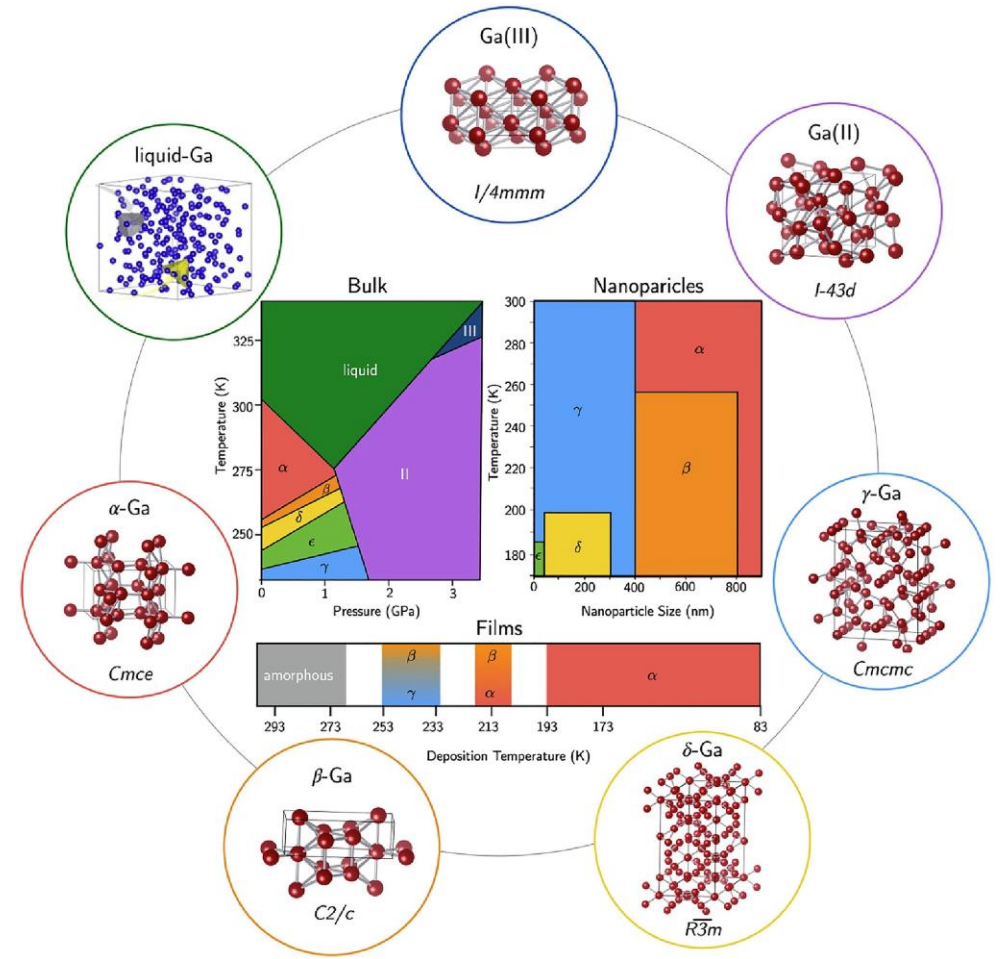 Ga(III)
I/4mmm
Ga(II)
I-43d
liquid-Ga
Bulk
Temperature (K)
325
300
275
250
liquid
III
II
α
β
δ
ϵ
γ
0
1
2
3
Pressure (GPa)
Nanoparicles
Temperature (K)
300
280
260
240
220
200
180
γ
α
β
δ
ϵ
0
200
400
600
800
Nanoparticle Size (nm)
α-Ga
Cmce
γ-Ga
Cmcmc
Films
amorphous
β
γ
β
α
α
293
273
253
233
213
193
173
83
Deposition Temperature (K)
β-Ga
C2/c
δ-Ga
R3̅m